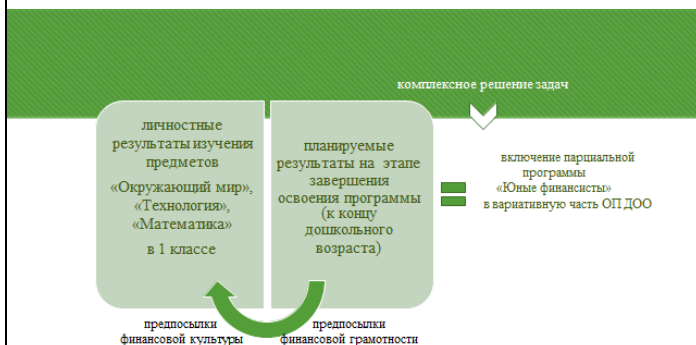 комплексное решение задач
личностные
результаты изучения
предметов
«Окружающий мир»,
«Технология»,
«Математика»
в 1 классе
планируемые
результаты на этапе
завершения
освоения программы
(к концу
дошкольного
возраста)
включение парциальной
программы
«Юные финансисты»
в вариативную часть ОП ДОО
предпосылки
финансовой культуры
предпосылки
финансовой грамотности